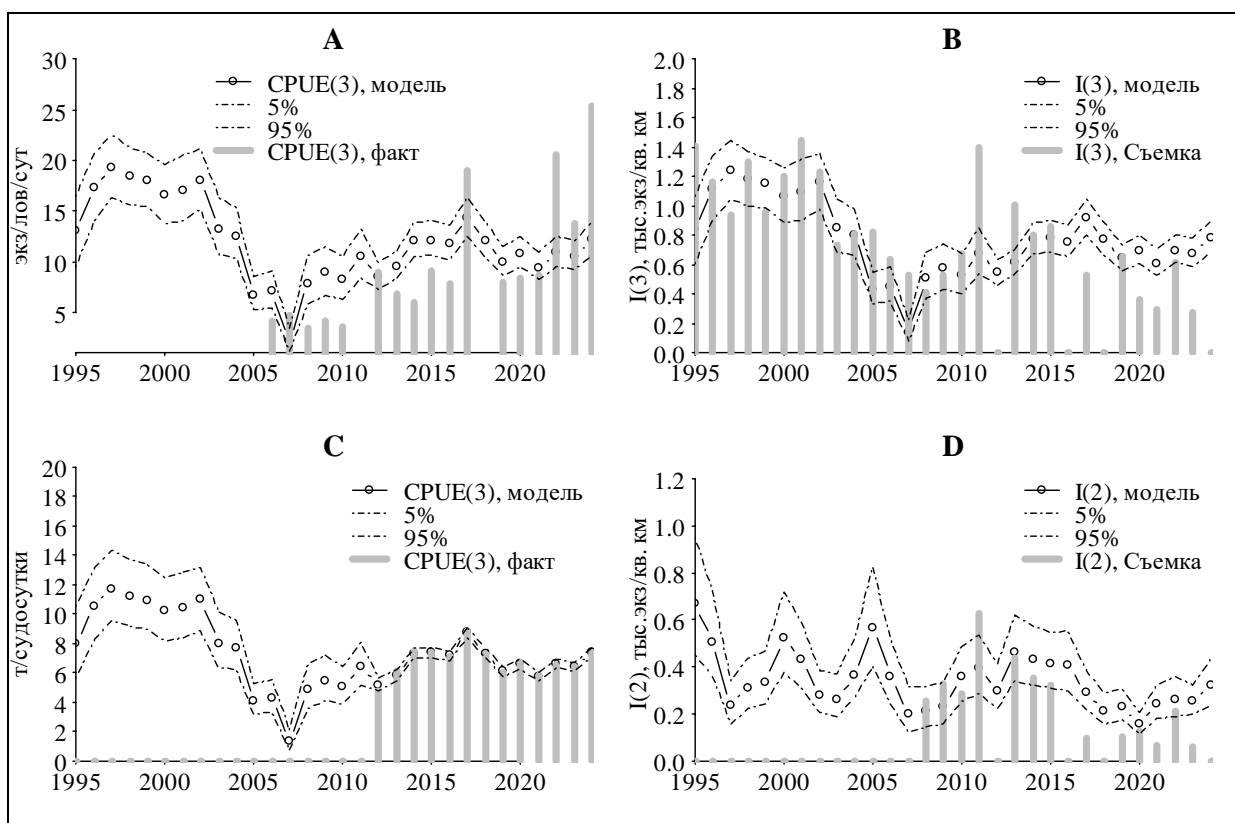 A
30
25
20
15
10
5
экз/лов/сут
CPUE(3), модель
5%
95%
CPUE(3), факт
1995 2000 2005 2010 2015 2020
B
2.0
1.8
1.6
1.4
1.2
1.0
0.8
0.6
0.4
0.2
0.0
I(3), тыс.экз/кв. км
I(3), модель
5%
95%
I(3), Съемка
1995 2000 2005 2010 2015 2020
C
20
18
16
14
12
10
8
6
4
2
0
т/судосутки
CPUE(3), модель
5%
95%
CPUE(3), факт
1995 2000 2005 2010 2015 2020
D
1.2
1.0
0.8
0.6
0.4
0.2
0.0
I(2), тыс.экз/кв. км
I(2), модель
5%
95%
I(2), Съемка
1995 2000 2005 2010 2015 2020